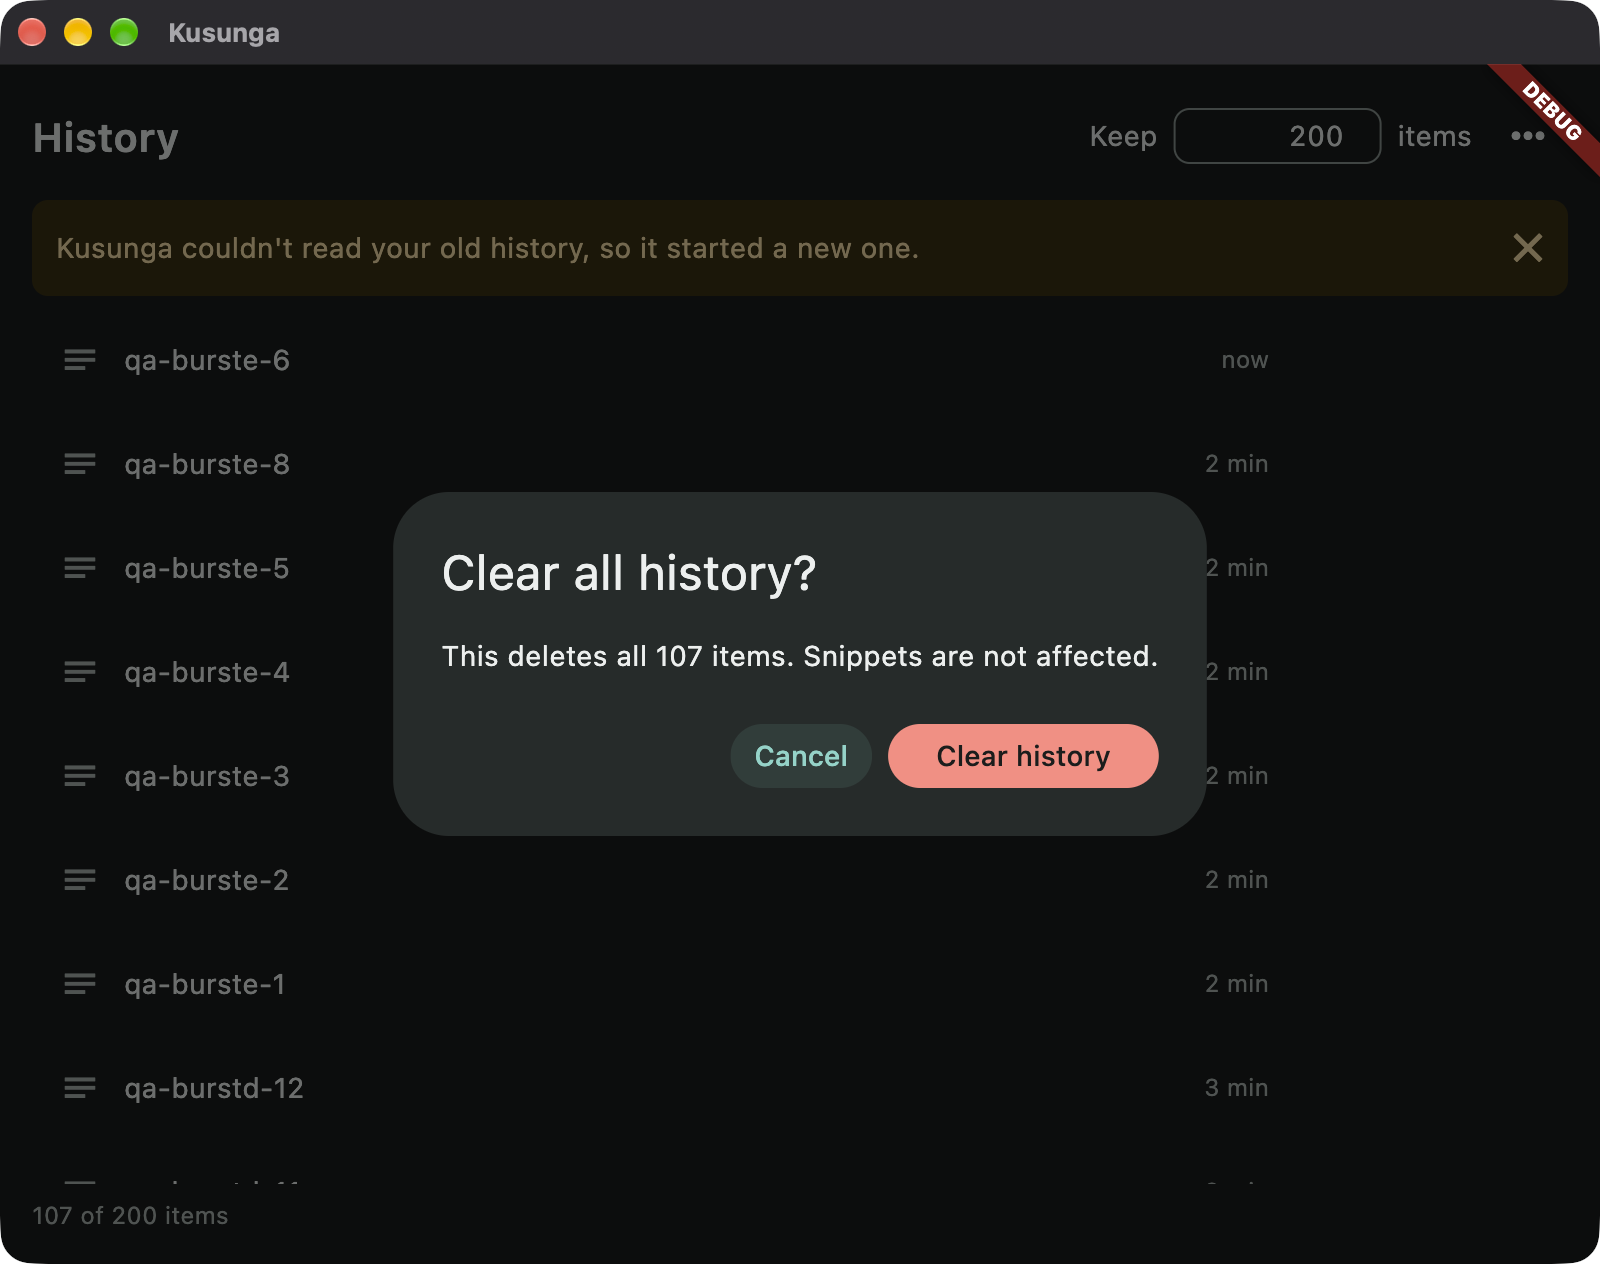 Kusunga
DEBUG
History
Keep 200 items •••
Kusunga couldn't read your old history, so it started a new one.
qa-burste-6 now
qa-burste-8 2 min
qa-burste-5 2 min
qa-burste-4 2 min
qa-burste-3 2 min
qa-burste-2 2 min
qa-burste-1 2 min
qa-burstd-12 3 min
Clear all history?
This deletes all 107 items. Snippets are not affected.
Cancel Clear history
107 of 200 items